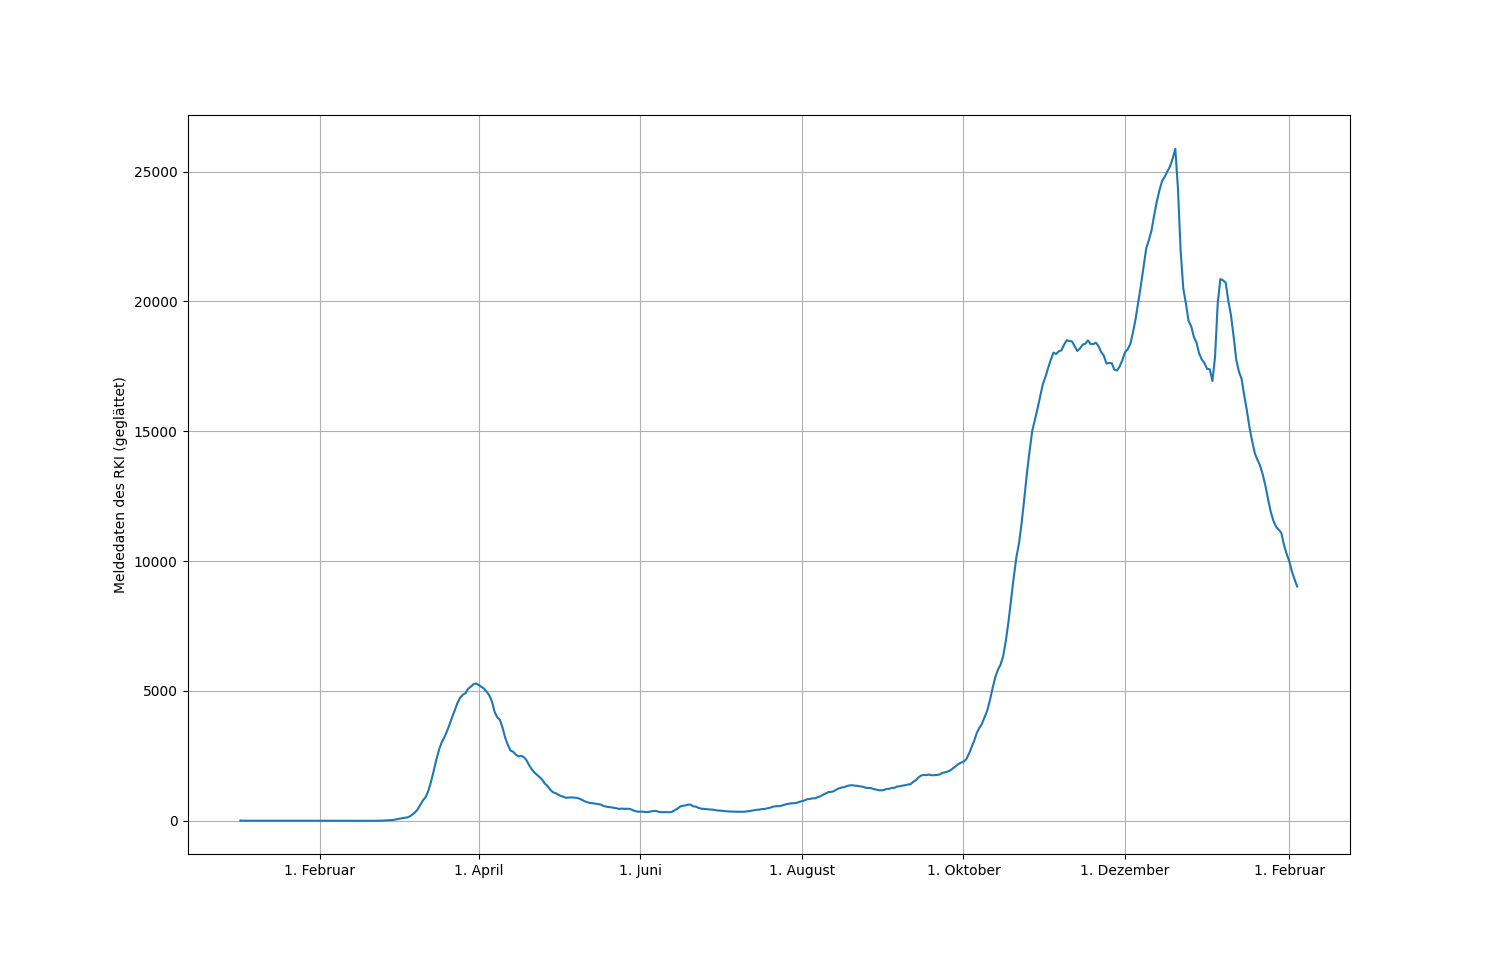 Meldedaten des RKI (geglättet)
25000
20000
15000
10000
5000
0
1. Februar
1. April
1. Juni
1. August
1. Oktober
1. Dezember
1. Februar